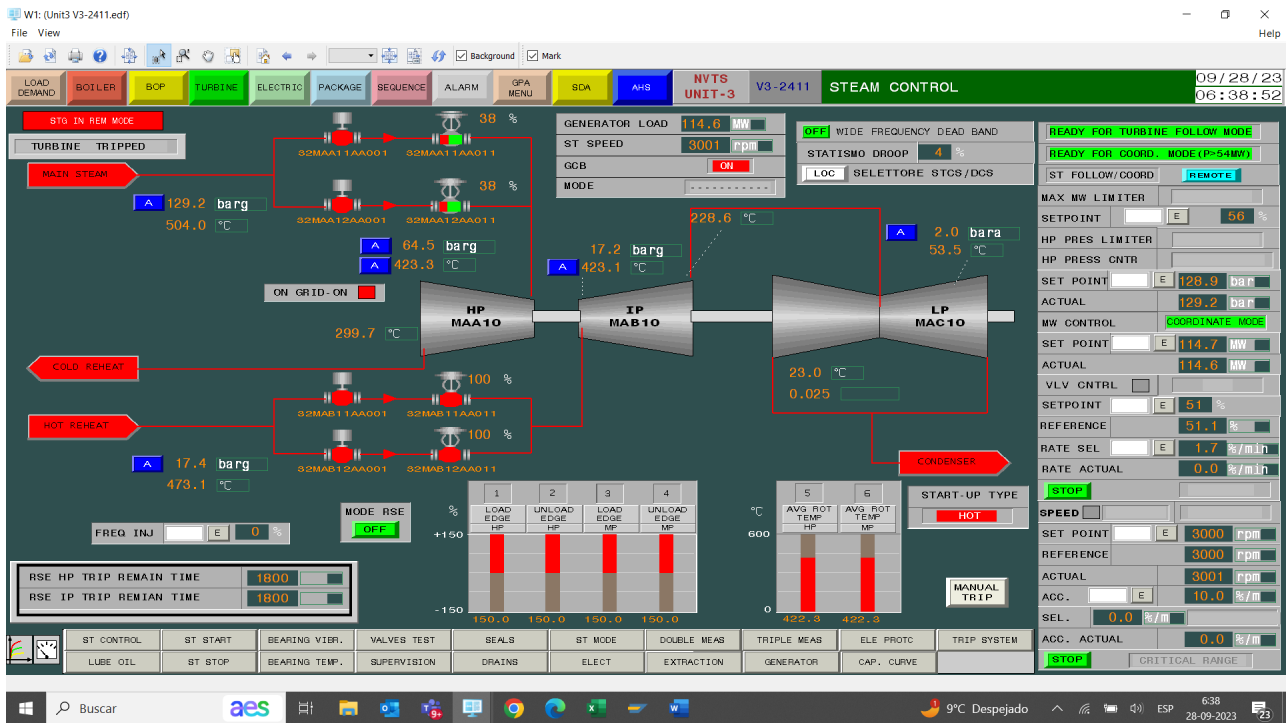 W1: (Unit3 V3-2411.edf)
File View Help
Background Mark
LOAD DEMAND BOILER BOP TURBINE ELECTRIC PACKAGE SEQUENCE ALARM GPA MENU SDA AHS NVTS UNIT-3 V3-2411 STEAM CONTROL 09/28/23 06:38:52
STG IN REM MODE
TURBINE TRIPPED
MAIN STEAM
32MAA11AA001 32MAA11AA011 38 %
32MAA12AA001 32MAA12AA011 38 %
A 129.2 barg
504.0 °C
A 64.5 barg
A 423.3 °C
ON GRID-ON
GENERATOR LOAD 114.6 MW
ST SPEED 3001 rpm
GCB ON
MODE -----------
OFF WIDE FREQUENCY DEAD BAND
STATISMO DROOP 4 %
LOC SELETTORE STCS/DCS
228.6 °C
17.2 barg
A 423.1 °C
A 2.0 bara
53.5 °C
HP MAA10
IP MAB10
LP MAC10
299.7 °C
COLD REHEAT
HOT REHEAT
32MAB11AA001 32MAB11AA011 100 %
32MAB12AA001 32MAB12AA011 100 %
A 17.4 barg
473.1 °C
23.0 °C
0.025
CONDENSER
MODE RSE
OFF
FREQ INJ E 0 %
RSE HP TRIP REMAIN TIME 1800
RSE IP TRIP REMIAN TIME 1800
1 2 3 4
% LOAD EDGE HP UNLOAD EDGE HP LOAD EDGE MP UNLOAD EDGE MP
+150
-150
150.0 150.0 150.0 150.0
5 6
°C AVG ROT TEMP HP AVG ROT TEMP MP
600
0
422.3 422.3
START-UP TYPE
HOT
MANUAL TRIP
READY FOR TURBINE FOLLOW MODE
READY FOR COORD. MODE(P>54MW)
ST FOLLOW/COORD REMOTE
MAX MW LIMITER
SETPOINT E 56 %
HP PRES LIMITER
HP PRESS CNTR
SET POINT E 128.9 bar
ACTUAL 129.2 bar
MW CONTROL COORDINATE MODE
SET POINT E 114.7 MW
ACTUAL 114.6 MW
VLV CNTRL
SETPOINT E 51 %
REFERENCE 51.1 %
RATE SEL E 1.7 %/min
RATE ACTUAL 0.0 %/min
STOP
SPEED
SET POINT E 3000 rpm
REFERENCE 3000 rpm
ACTUAL 3001 rpm
ACC. E 10.0 %/m
SEL. 0.0 %/m
ACC. ACTUAL 0.0 %/m
STOP CRITICAL RANGE
ST CONTROL ST START BEARING VIBR. VALVES TEST SEALS ST MODE DOUBLE MEAS TRIPLE MEAS ELE PROTC TRIP SYSTEM
LUBE OIL ST STOP BEARING TEMP. SUPERVISION DRAINS ELECT EXTRACTION GENERATOR CAP. CURVE
Buscar aes 9+ 9°C Despejado ESP 6:38
28-09-2023 23